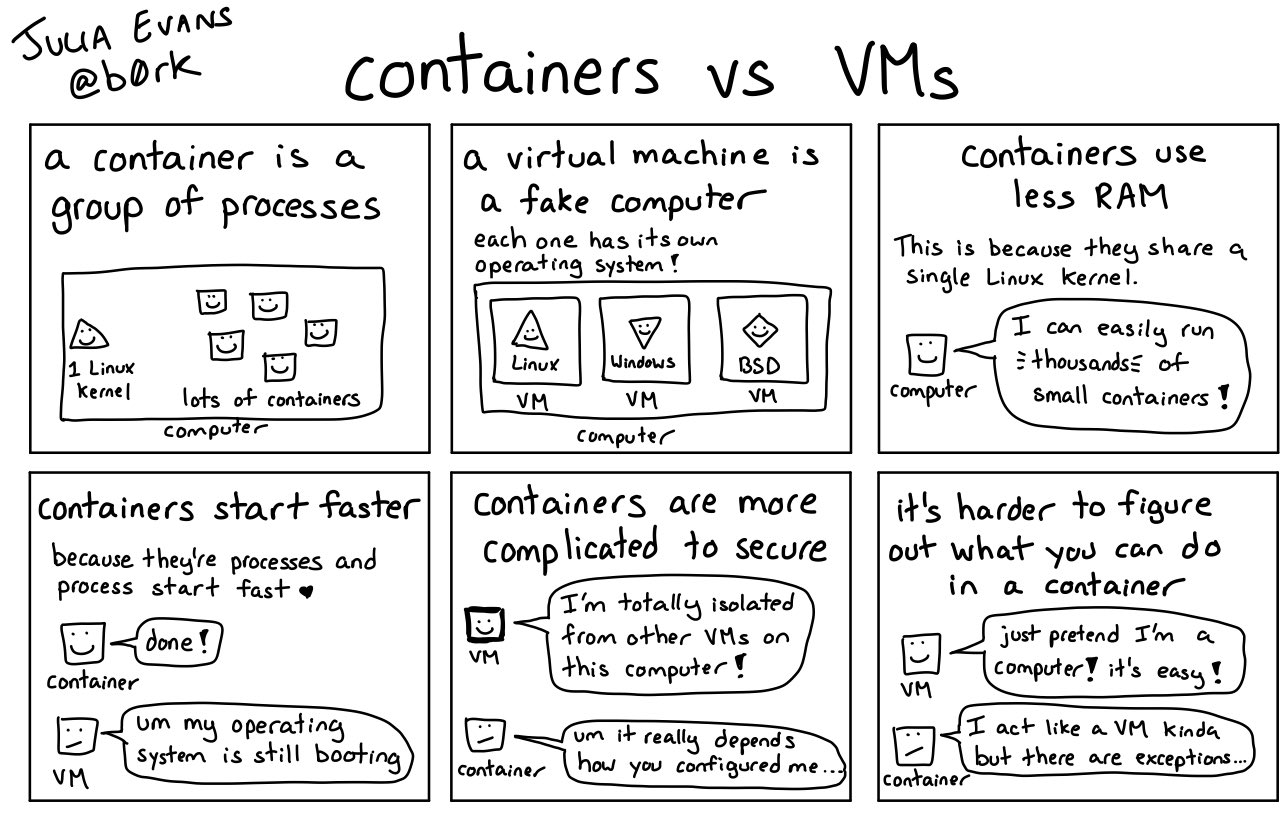 JULIA EVANS
@b0rk
containers vs VMs
a container is a
group of processes
1 Linux
kernel
lots of containers
computer
a virtual machine is
a fake computer
each one has its own
operating system!
Linux
Windows
BSD
VM
VM
VM
computer
containers use
less RAM
This is because they share a
single Linux kernel.
I can easily run
thousands of
small containers!
computer
containers start faster
because they're processes and
process start fast ♥
done!
container
um my operating
system is still booting
VM
containers are more
complicated to secure
I'm totally isolated
from other VMs on
this computer!
VM
um it really depends
how you configured me...
container
it's harder to figure
out what you can do
in a container
just pretend I'm a
computer! it's easy!
VM
I act like a VM kinda
but there are exceptions...
container